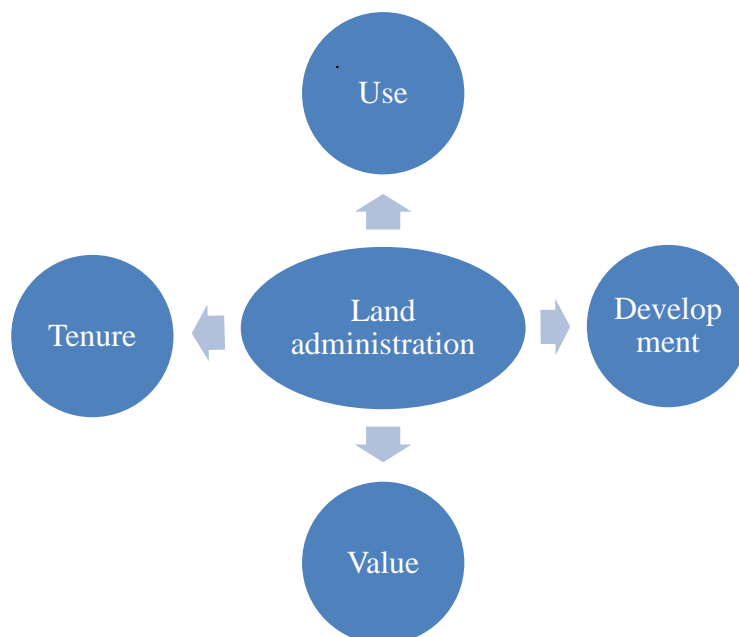 Use
Tenure
Land
administration
Develop
ment
Value